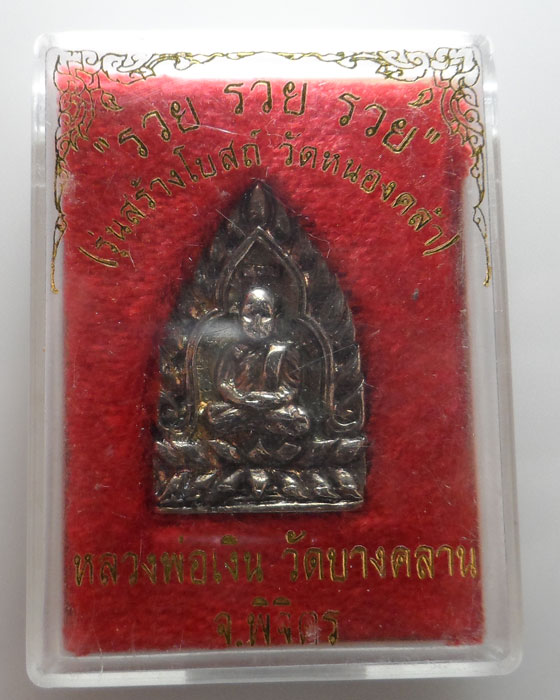 "รวย รวย รวย"
(รุ่นสร้างโบสถ์ วัดหนองคล้า)
หลวงพ่อเงิน วัดบางคลาน
จ.พิจิตร